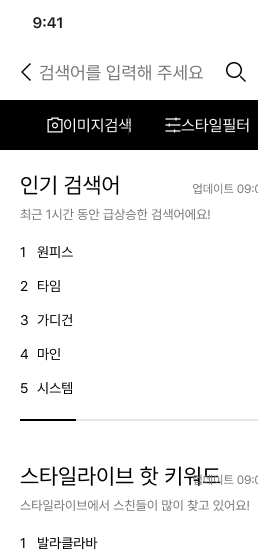 9:41
검색어를 입력해 주세요
이미지검색 스타일필터
인기 검색어 업데이트 09:0
최근 1시간 동안 급상승한 검색어에요!
1 원피스
2 타임
3 가디건
4 마인
5 시스템
스타일라이브 핫 키워드 업데이트 09:0
스타일라이브에서 스친들이 많이 찾고 있어요!
1 발라클라바